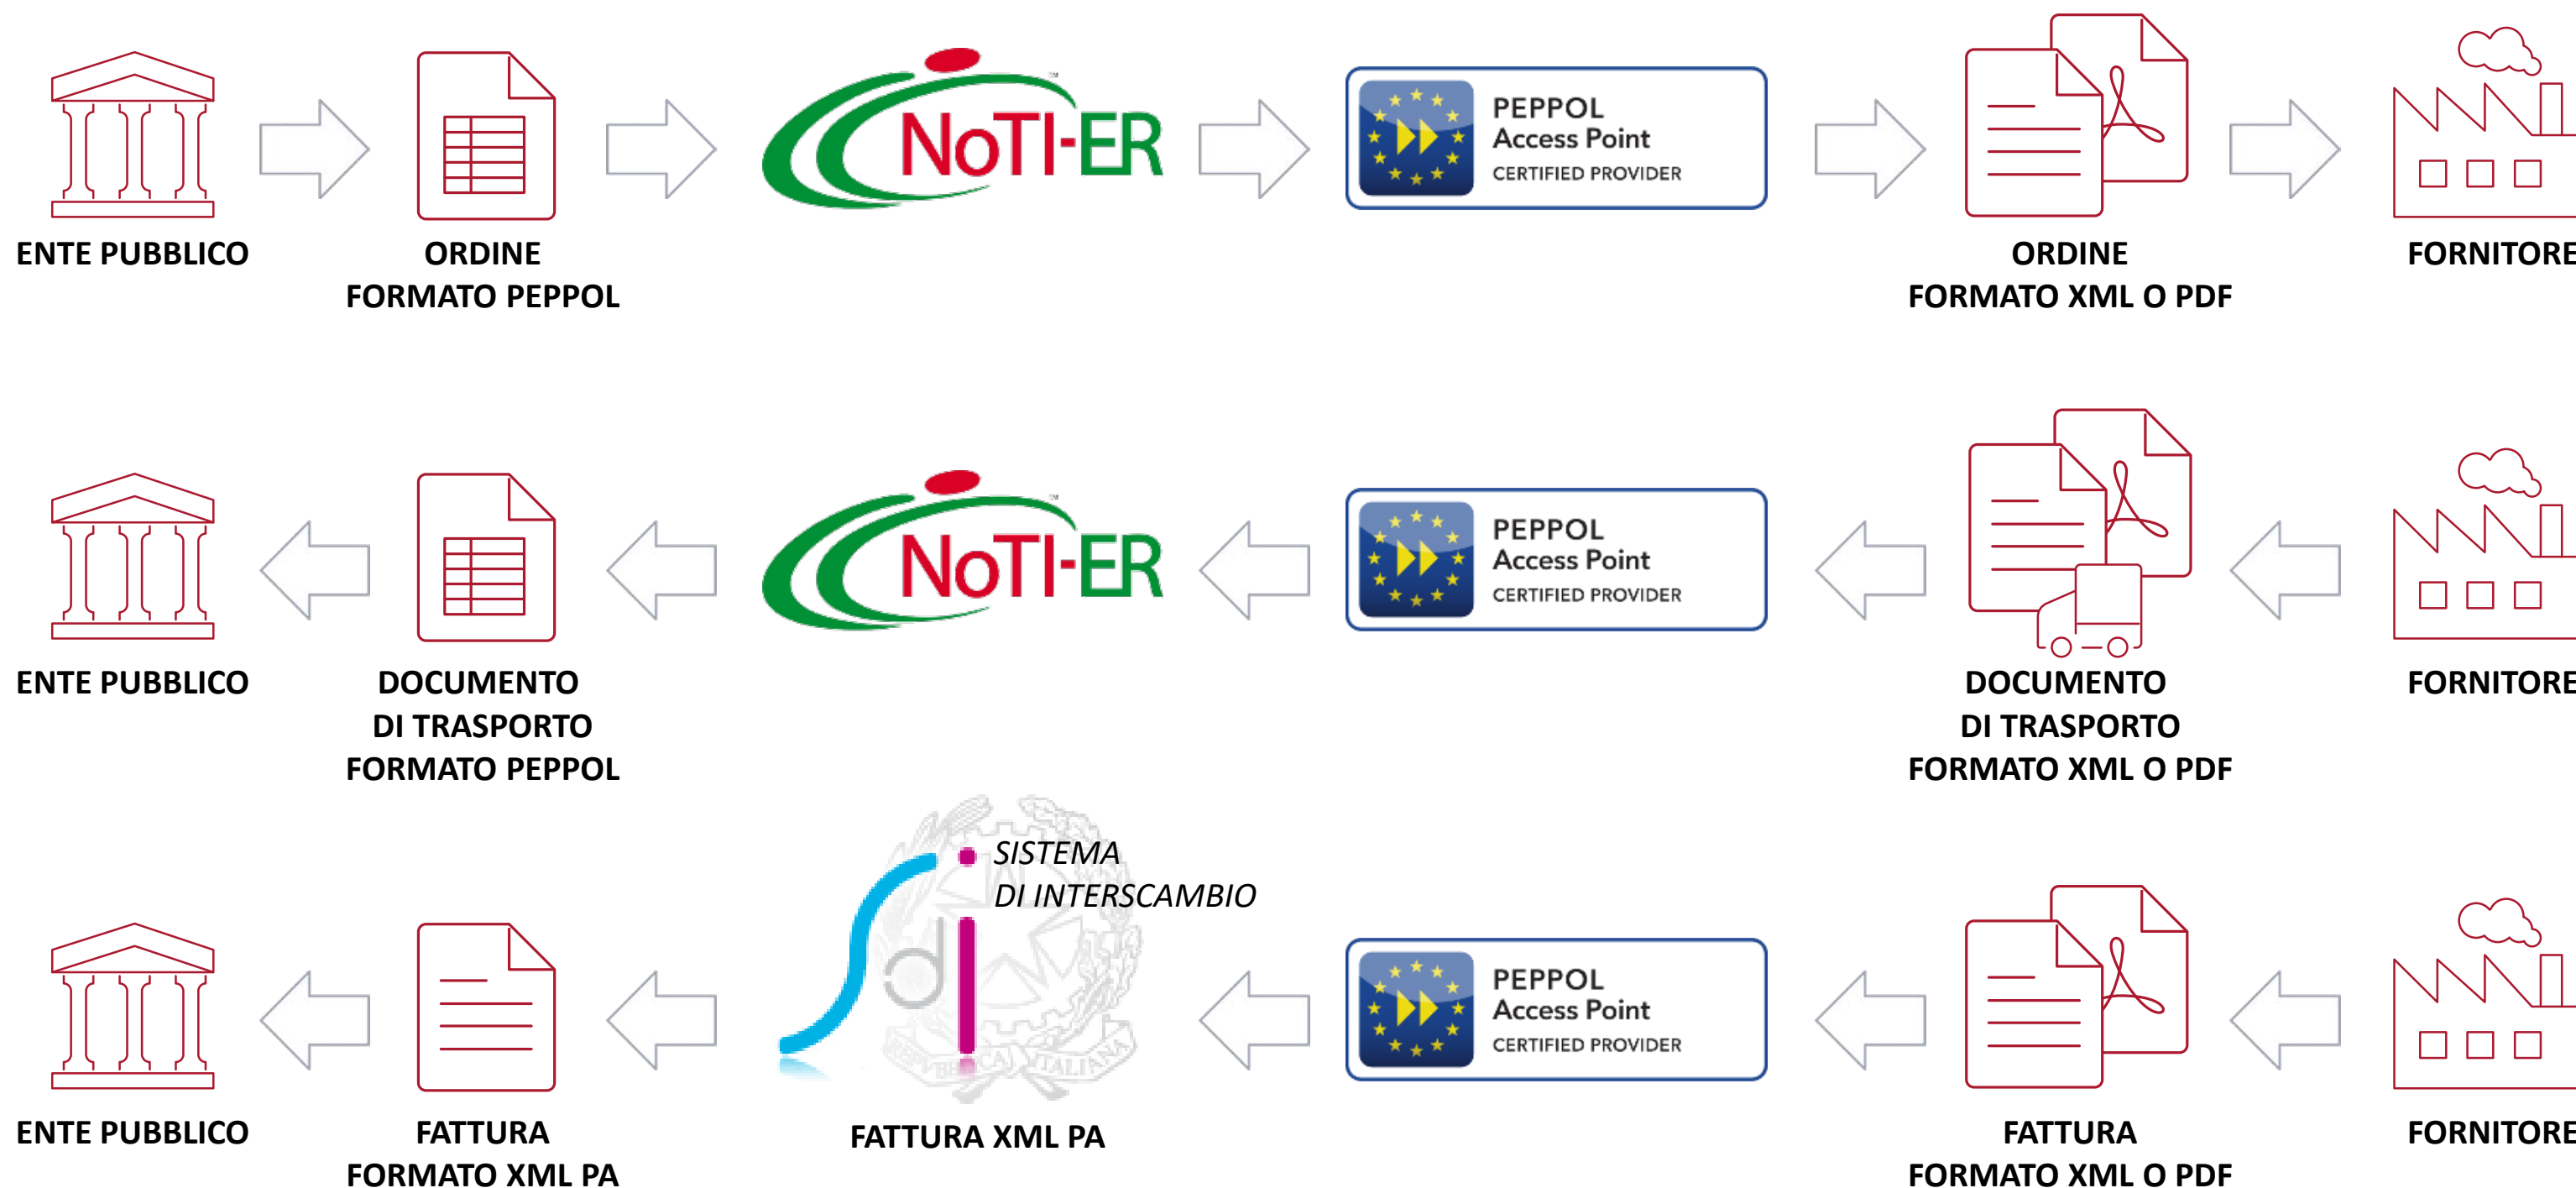 NoTI-ER
PEPPOL
Access Point
CERTIFIED PROVIDER
ENTE PUBBLICO
ORDINE
FORMATO PEPPOL
ORDINE
FORMATO XML O PDF
FORNITORE
NoTI-ER
PEPPOL
Access Point
CERTIFIED PROVIDER
ENTE PUBBLICO
DOCUMENTO
DI TRASPORTO
FORMATO PEPPOL
DOCUMENTO
DI TRASPORTO
FORMATO XML O PDF
FORNITORE
SISTEMA
DI INTERSCAMBIO
SdI
PEPPOL
Access Point
CERTIFIED PROVIDER
ENTE PUBBLICO
FATTURA
FORMATO XML PA
FATTURA XML PA
FATTURA
FORMATO XML O PDF
FORNITORE